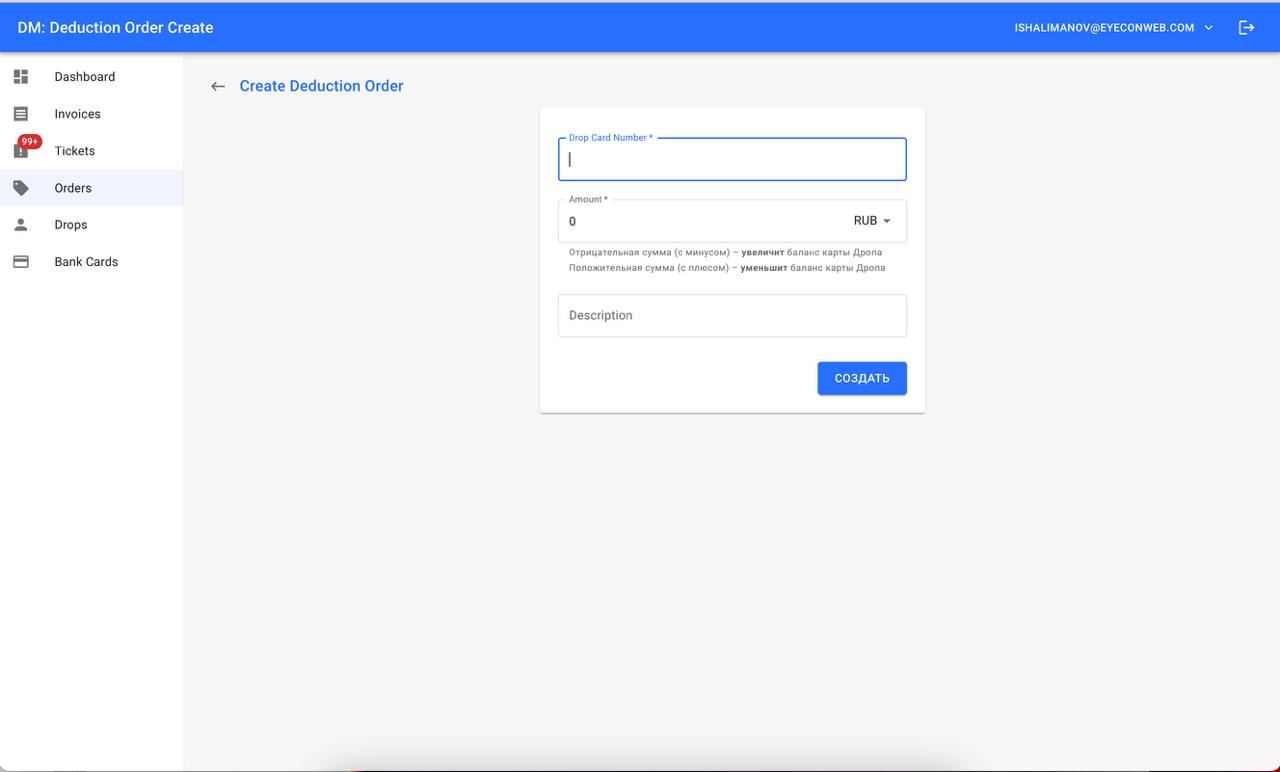 DM: Deduction Order Create
ISHALIMANOV@EYECONWEB.COM
Dashboard
Invoices
99+
Tickets
Orders
Drops
Bank Cards
Create Deduction Order
Drop Card Number *
Amount *
0
RUB
Отрицательная сумма (с минусом) – увеличит баланс карты Дропа
Положительная сумма (с плюсом) – уменьшит баланс карты Дропа
Description
СОЗДАТЬ